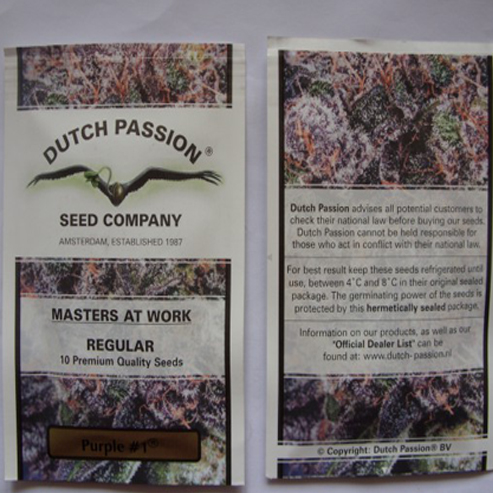 DUTCH PASSION®
SEED COMPANY
AMSTERDAM, ESTABLISHED 1987
MASTERS AT WORK
REGULAR
10 Premium Quality Seeds
Purple #1®
Dutch Passion advises all potential customers to
check their national law before buying our seeds.
Dutch Passion cannot be held responsible for
those who act in conflict with their national law.
For best result keep these seeds refrigerated until
use, between 4˚C and 8˚C in their original sealed
package. The germinating power of the seeds is
protected by this hermetically sealed package.
Information on our products, as well as our
"Official Dealer List" can be
found at: www.dutch-passion.nl
© Copyright: Dutch Passion® BV